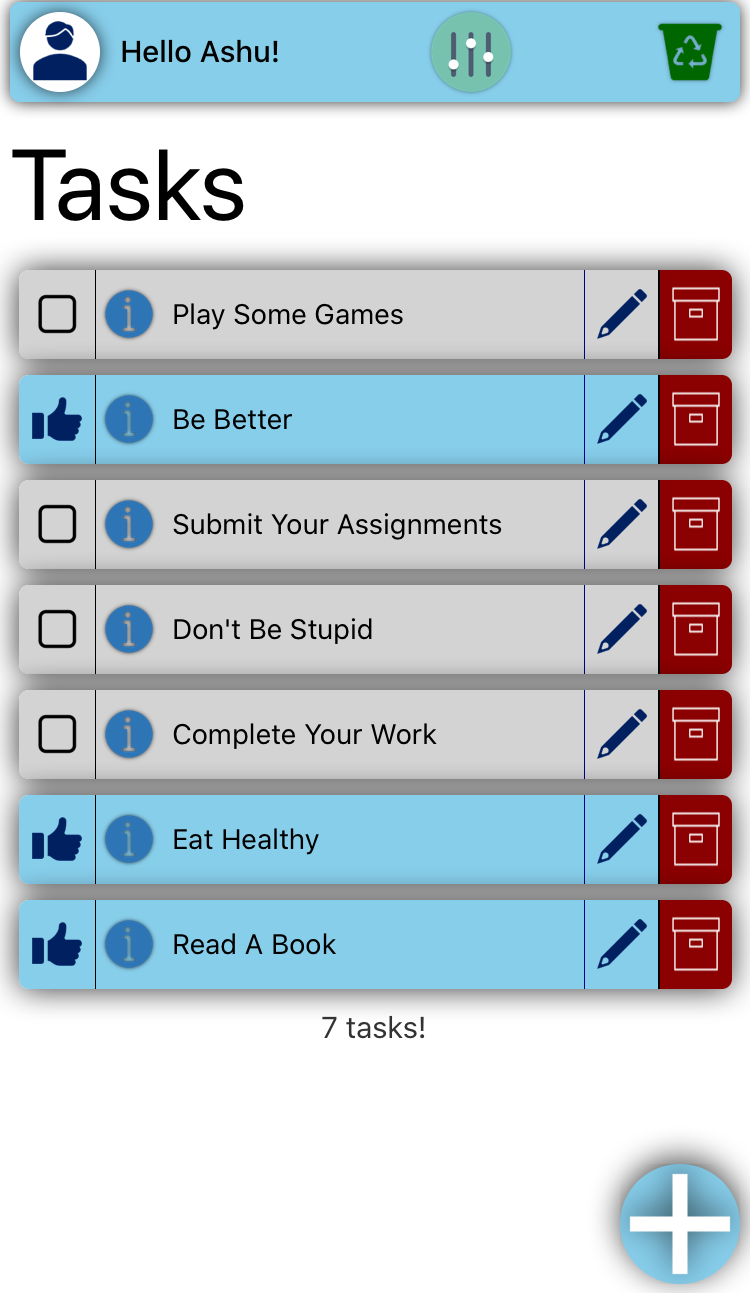 Hello Ashu!
Tasks
Play Some Games
Be Better
Submit Your Assignments
Don't Be Stupid
Complete Your Work
Eat Healthy
Read A Book
7 tasks!